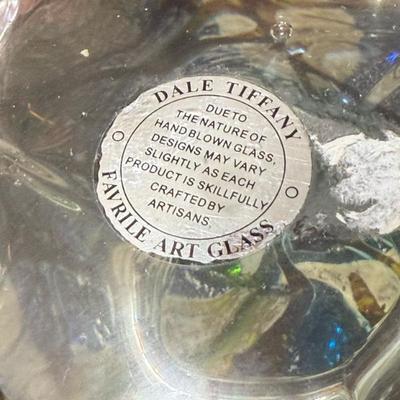 DALE TIFFANY
DUE TO
THE NATURE OF
HAND BLOWN GLASS,
DESIGNS MAY VARY
SLIGHTLY AS EACH
PRODUCT IS SKILLFULLY
CRAFTED BY
ARTISANS.
FAVRILE ART GLASS